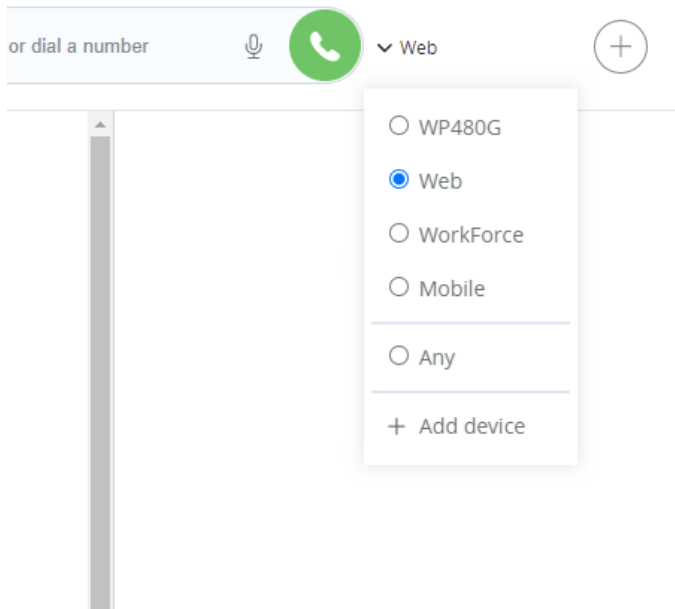 or dial a number
Web
WP480G
Web
WorkForce
Mobile
Any
+ Add device